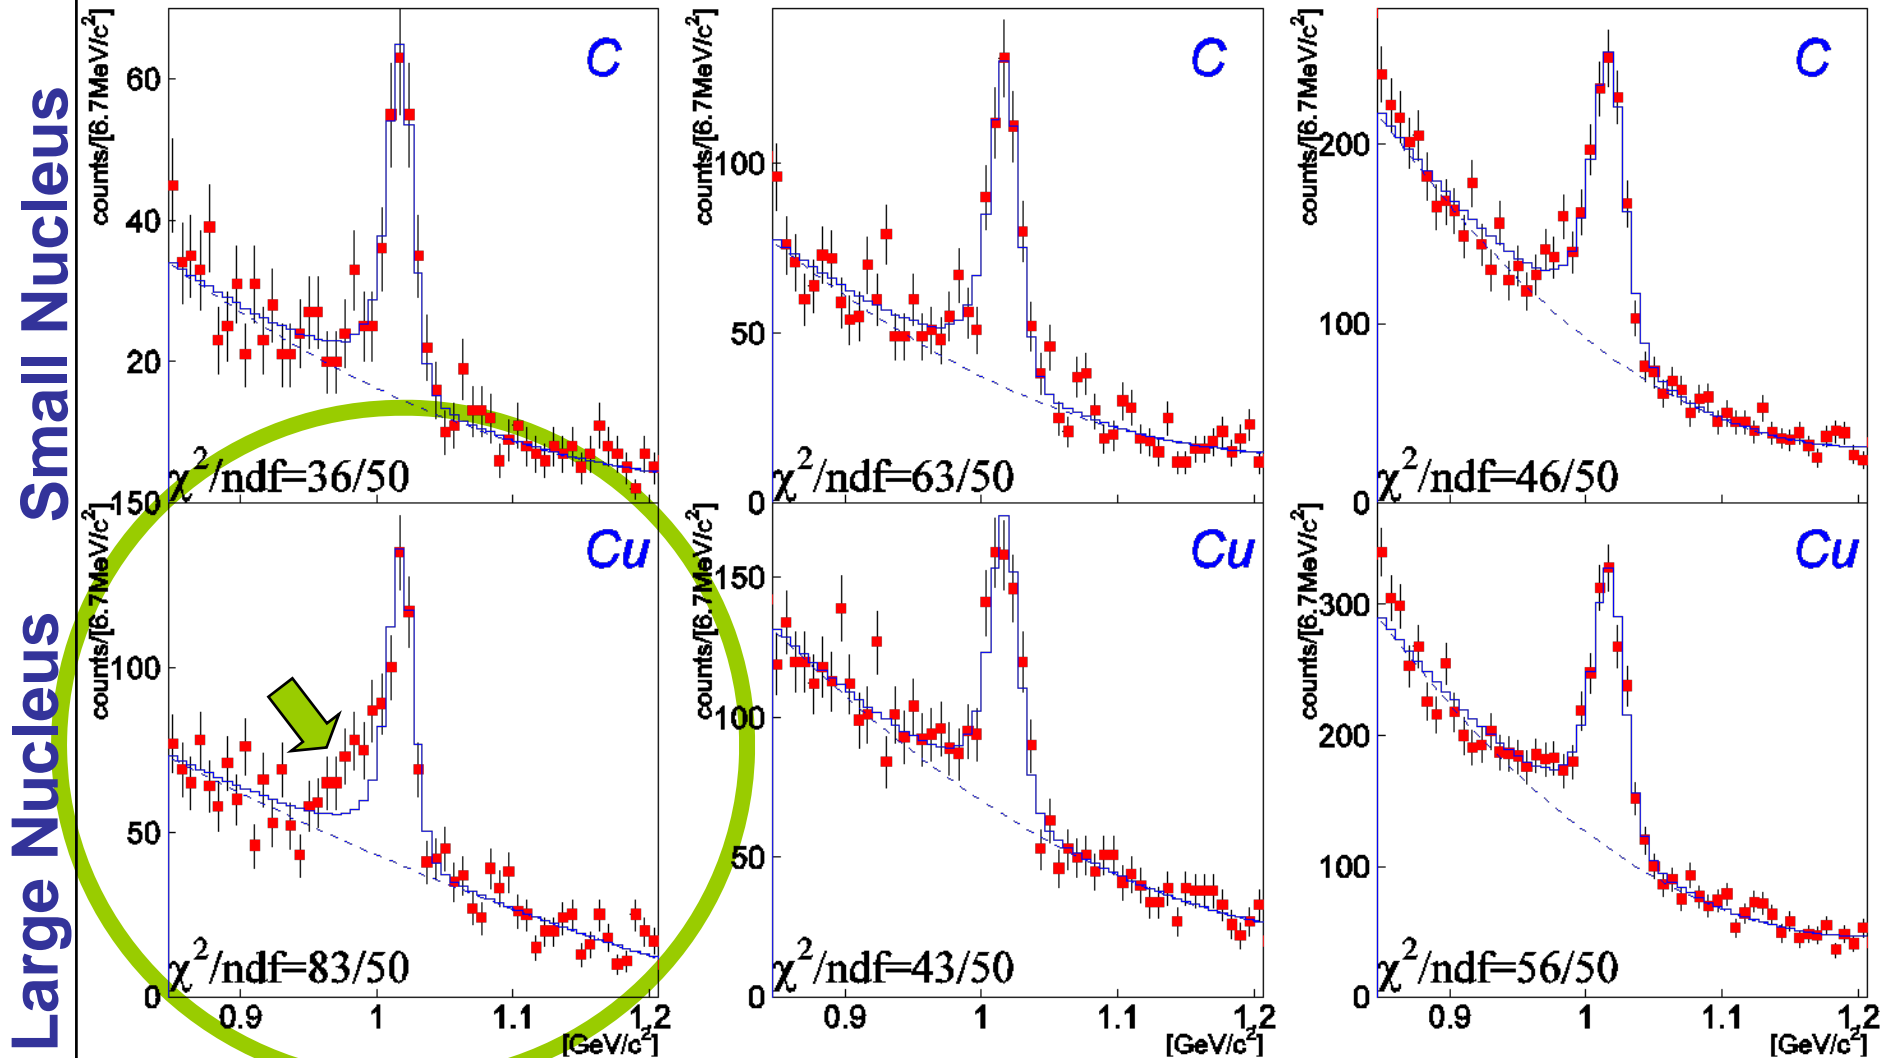 Small Nucleus
Large Nucleus
counts/[6.7MeV/c²]
60
40
20
C
χ²/ndf=36/50
counts/[6.7MeV/c²]
100
50
0
C
χ²/ndf=63/50
counts/[6.7MeV/c²]
200
100
0
C
χ²/ndf=46/50
counts/[6.7MeV/c²]
150
100
50
0
Cu
χ²/ndf=83/50
0.9 1 1.1 1.2
[GeV/c²]
counts/[6.7MeV/c²]
150
100
50
0
Cu
χ²/ndf=43/50
0.9 1 1.1 1.2
[GeV/c²]
counts/[6.7MeV/c²]
300
200
100
0
Cu
χ²/ndf=56/50
0.9 1 1.1 1.2
[GeV/c²]